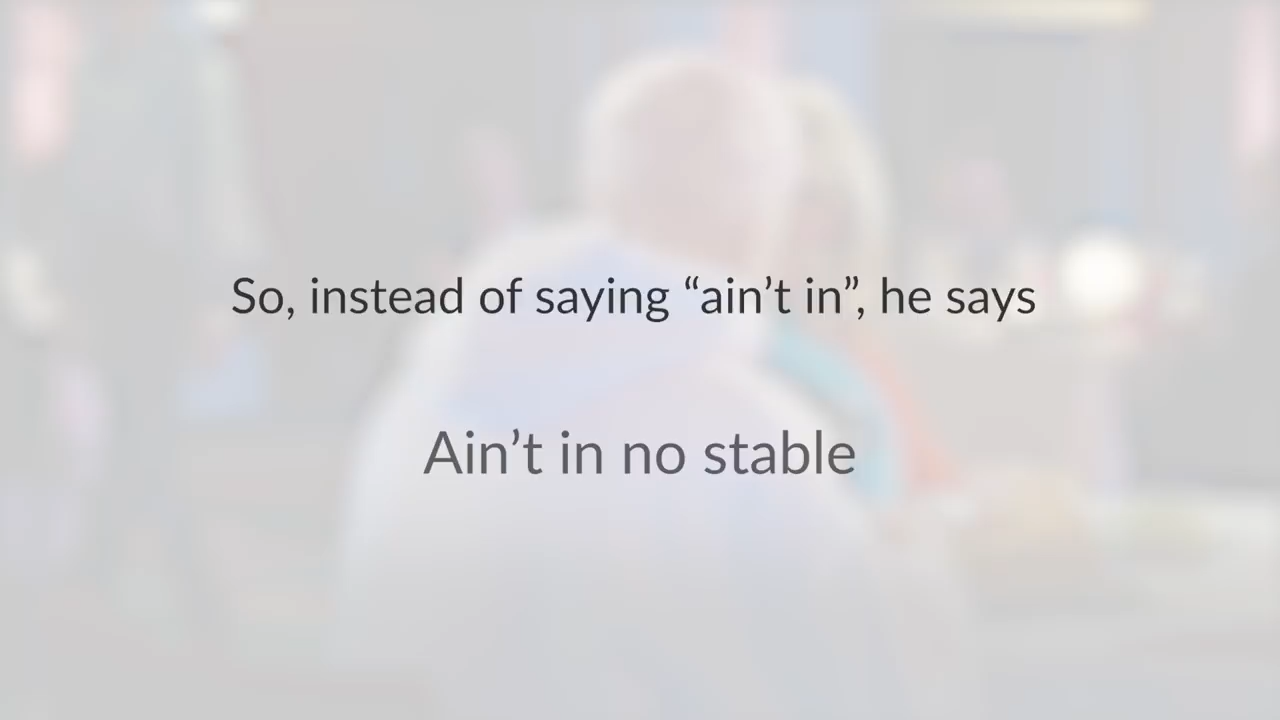 So, instead of saying “ain’t in”, he says
Ain’t in no stable